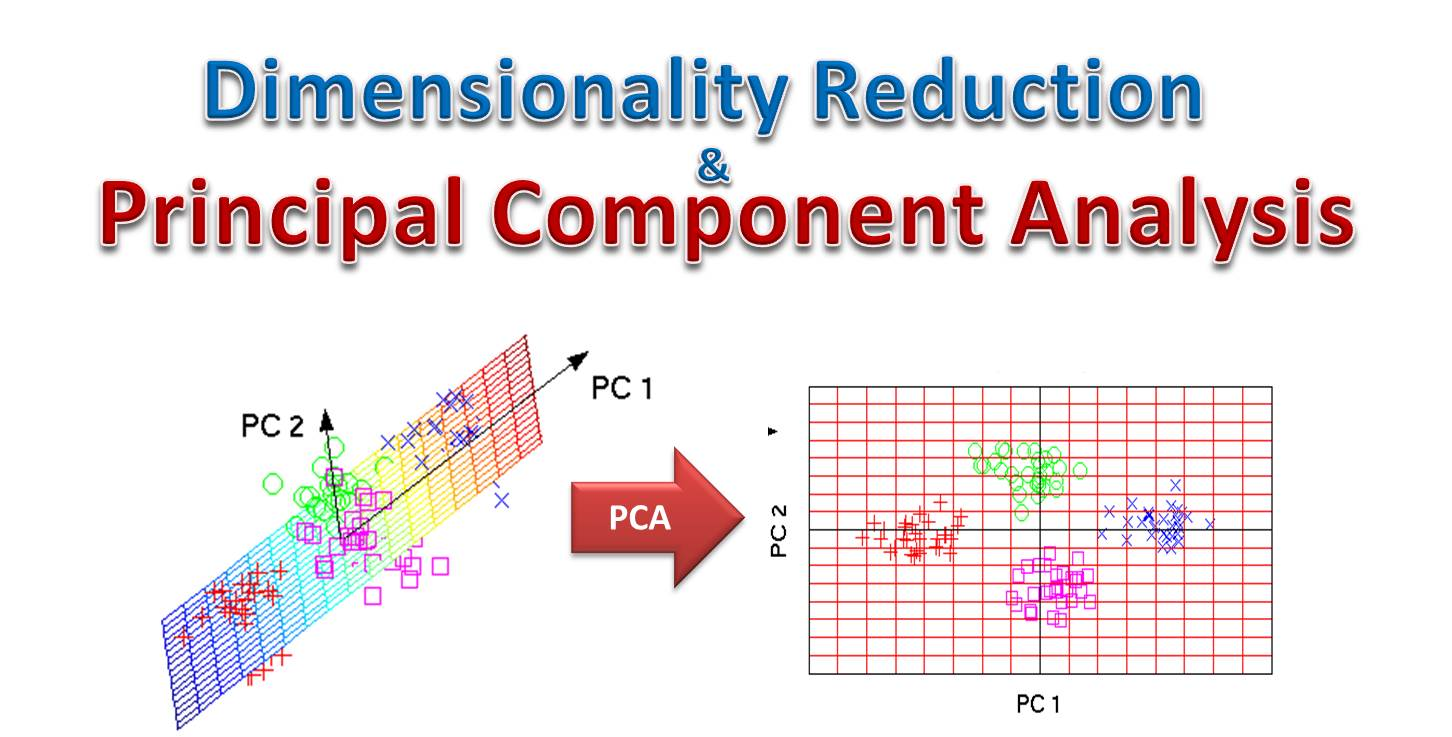 Dimensionality Reduction
&
Principal Component Analysis
PC 1
PC 2
PCA
PC 2
PC 1